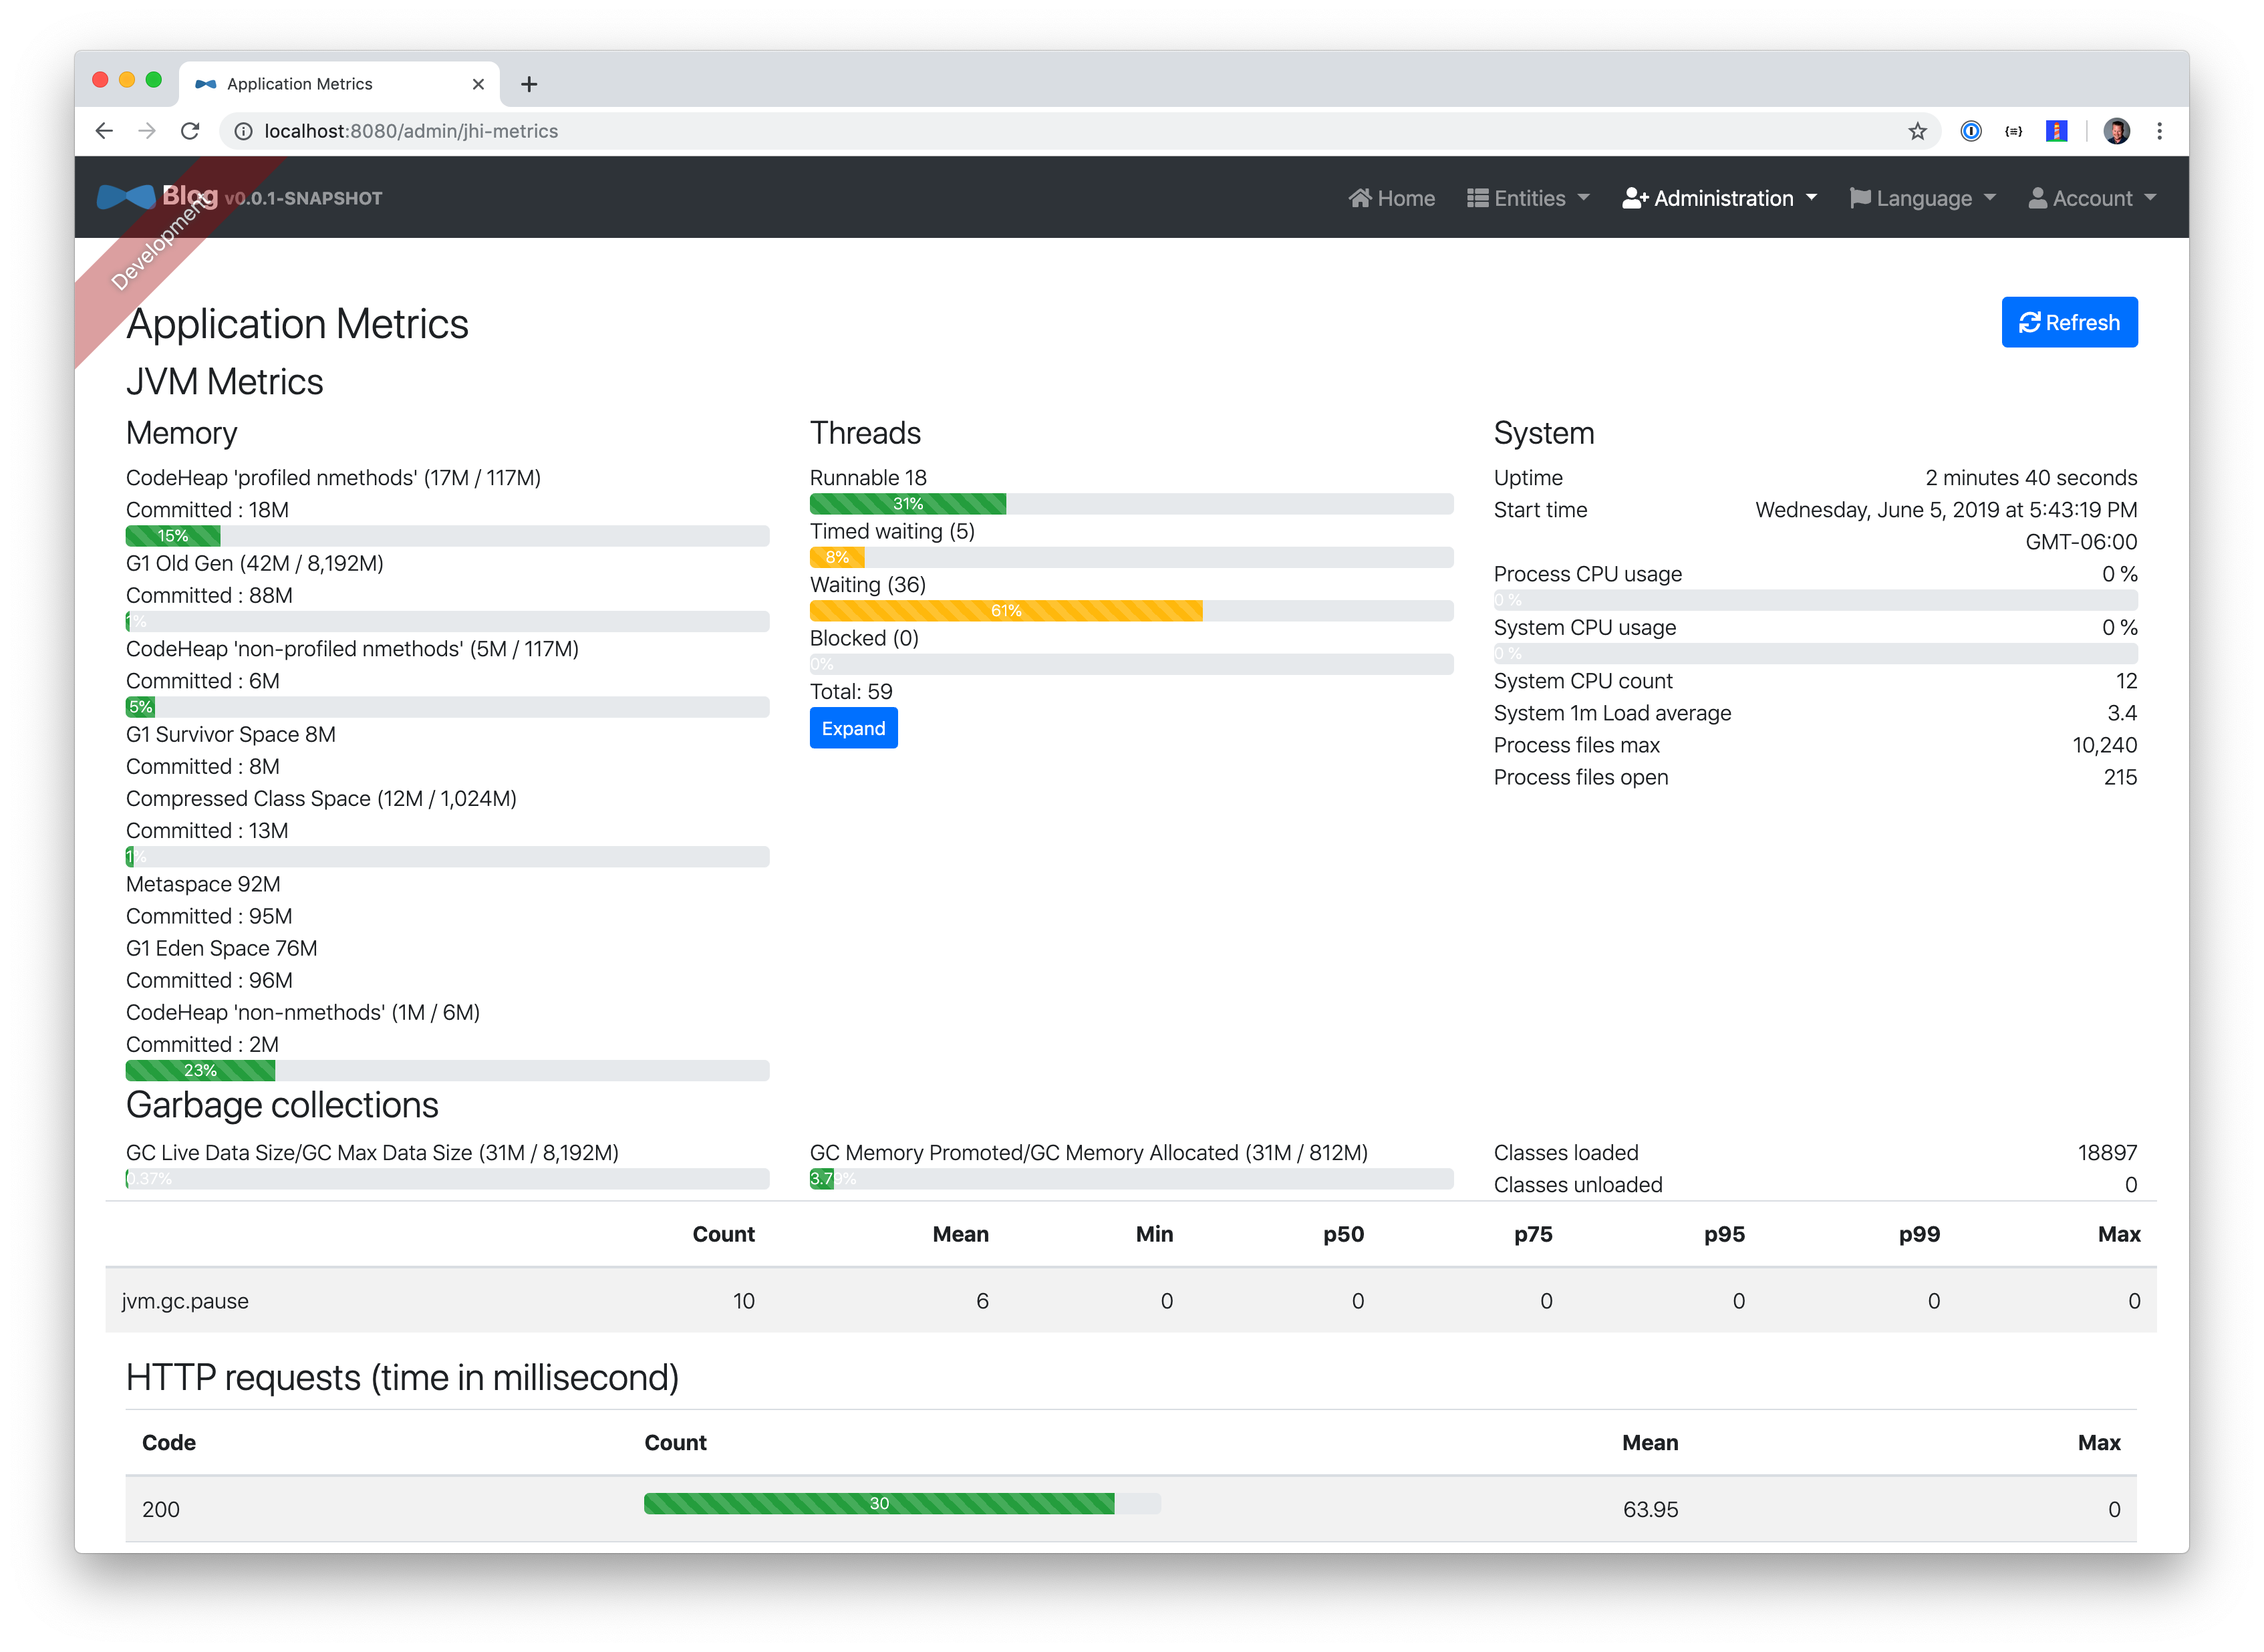 Application Metrics
localhost:8080/admin/jhi-metrics
Blog v0.0.1-SNAPSHOT
Home Entities Administration Language Account
Development
Application Metrics
Refresh
JVM Metrics
Memory
CodeHeap 'profiled nmethods' (17M / 117M)
Committed : 18M
15%
G1 Old Gen (42M / 8,192M)
Committed : 88M
1%
CodeHeap 'non-profiled nmethods' (5M / 117M)
Committed : 6M
5%
G1 Survivor Space 8M
Committed : 8M
Compressed Class Space (12M / 1,024M)
Committed : 13M
1%
Metaspace 92M
Committed : 95M
G1 Eden Space 76M
Committed : 96M
CodeHeap 'non-nmethods' (1M / 6M)
Committed : 2M
23%
Threads
Runnable 18
31%
Timed waiting (5)
8%
Waiting (36)
61%
Blocked (0)
0%
Total: 59
Expand
System
Uptime 2 minutes 40 seconds
Start time Wednesday, June 5, 2019 at 5:43:19 PM
GMT-06:00
Process CPU usage 0 %
0 %
System CPU usage 0 %
0 %
System CPU count 12
System 1m Load average 3.4
Process files max 10,240
Process files open 215
Garbage collections
GC Live Data Size/GC Max Data Size (31M / 8,192M)
0.37%
GC Memory Promoted/GC Memory Allocated (31M / 812M)
3.79%
Classes loaded 18897
Classes unloaded 0
Count Mean Min p50 p75 p95 p99 Max
jvm.gc.pause 10 6 0 0 0 0 0 0
HTTP requests (time in millisecond)
Code Count Mean Max
200 30 63.95 0